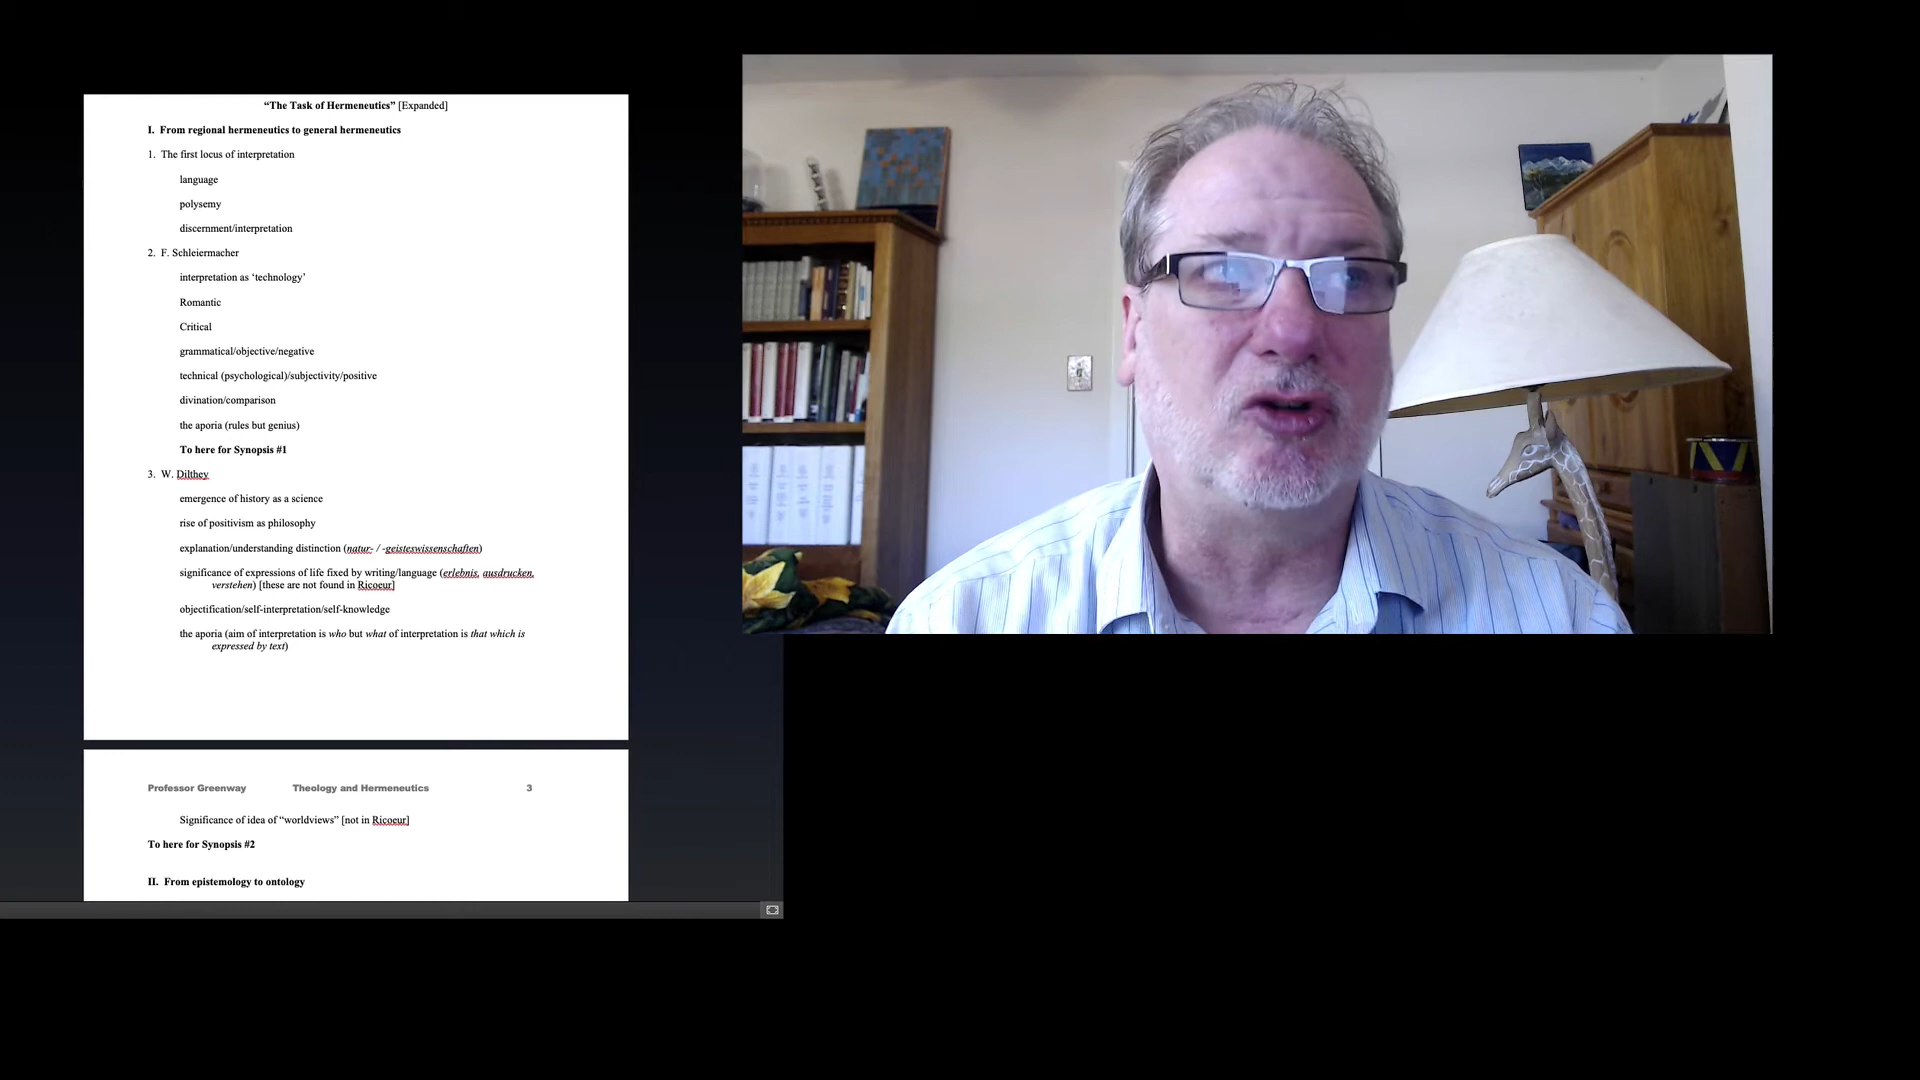 “The Task of Hermeneutics” [Expanded]
I. From regional hermeneutics to general hermeneutics
1. The first locus of interpretation
language
polysemy
discernment/interpretation
2. F. Schleiermacher
interpretation as ‘technology’
Romantic
Critical
grammatical/objective/negative
technical (psychological)/subjectivity/positive
divination/comparison
the aporia (rules but genius)
To here for Synopsis #1
3. W. Dilthey
emergence of history as a science
rise of positivism as philosophy
explanation/understanding distinction (natur- / -geisteswissenschaften)
significance of expressions of life fixed by writing/language (erlebnis, ausdrucken,
verstehen) [these are not found in Ricoeur]
objectification/self-interpretation/self-knowledge
the aporia (aim of interpretation is who but what of interpretation is that which is
expressed by text)
Professor Greenway Theology and Hermeneutics 3
Significance of idea of “worldviews” [not in Ricoeur]
To here for Synopsis #2
II. From epistemology to ontology